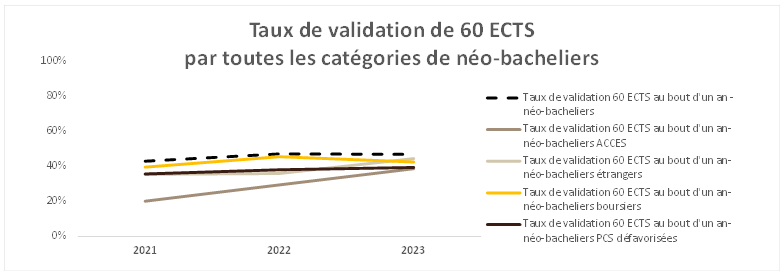 Taux de validation de 60 ECTS
par toutes les catégories de néo-bacheliers
100%
80%
60%
40%
20%
0%
2021
2022
2023
Taux de validation 60 ECTS au bout d'un an -
néo-bacheliers
Taux de validation 60 ECTS au bout d'un an-
néo-bacheliers ACCES
Taux de validation 60 ECTS au bout d'un an-
néo-bacheliers étrangers
Taux de validation 60 ECTS au bout d'un an-
néo-bacheliers boursiers
Taux de validation 60 ECTS au bout d'un an-
néo-bacheliers PCS défavorisées